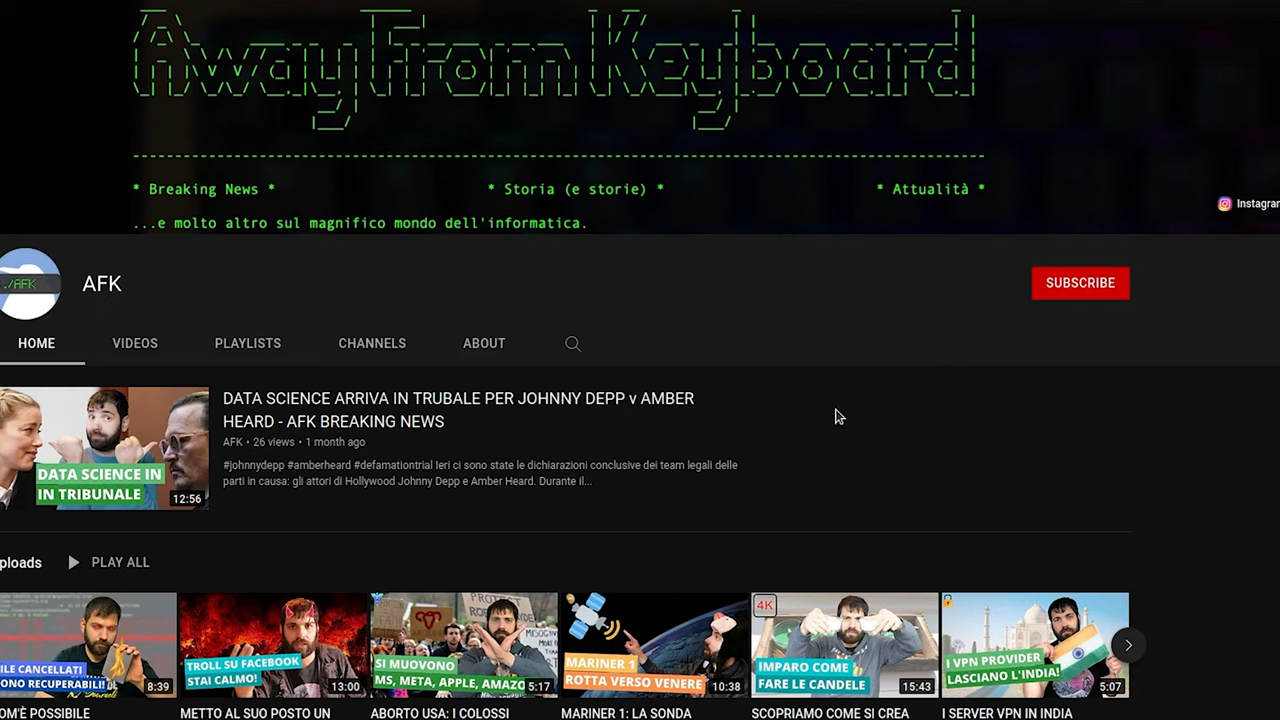 Away From Keyboard
* Breaking News * * Storia (e storie) * * Attualità *
...e molto altro sul magnifico mondo dell'informatica.
Instagram
./AFK
AFK
SUBSCRIBE
HOME VIDEOS PLAYLISTS CHANNELS ABOUT
DATA SCIENCE ARRIVA IN TRUBALE PER JOHNNY DEPP v AMBER
HEARD - AFK BREAKING NEWS
AFK • 26 views • 1 month ago
#johnnydepp #amberheard #defamationtrial Ieri ci sono state le dichiarazioni conclusive dei team legali delle
parti in causa: gli attori di Hollywood Johnny Depp e Amber Heard. Durante il...
DATA SCIENCE IN
IN TRIBUNALE
12:56
ploads PLAY ALL
ILE CANCELLATI
ONO RECUPERABILI!
8:39
TROLL SU FACEBOOK
STAI CALMO!
13:00
PROTECT
SI MUOVONO
MS, META, APPLE, AMAZO
5:17
MARINER 1
ROTTA VERSO VENERE
10:38
4K
IMPARO COME
FARE LE CANDELE
15:43
I VPN PROVIDER
LASCIANO L'INDIA!
5:07
OM'È POSSIBILE
METTO AL SUO POSTO UN
ABORTO USA: I COLOSSI
MARINER 1: LA SONDA
SCOPRIAMO COME SI CREA
I SERVER VPN IN INDIA